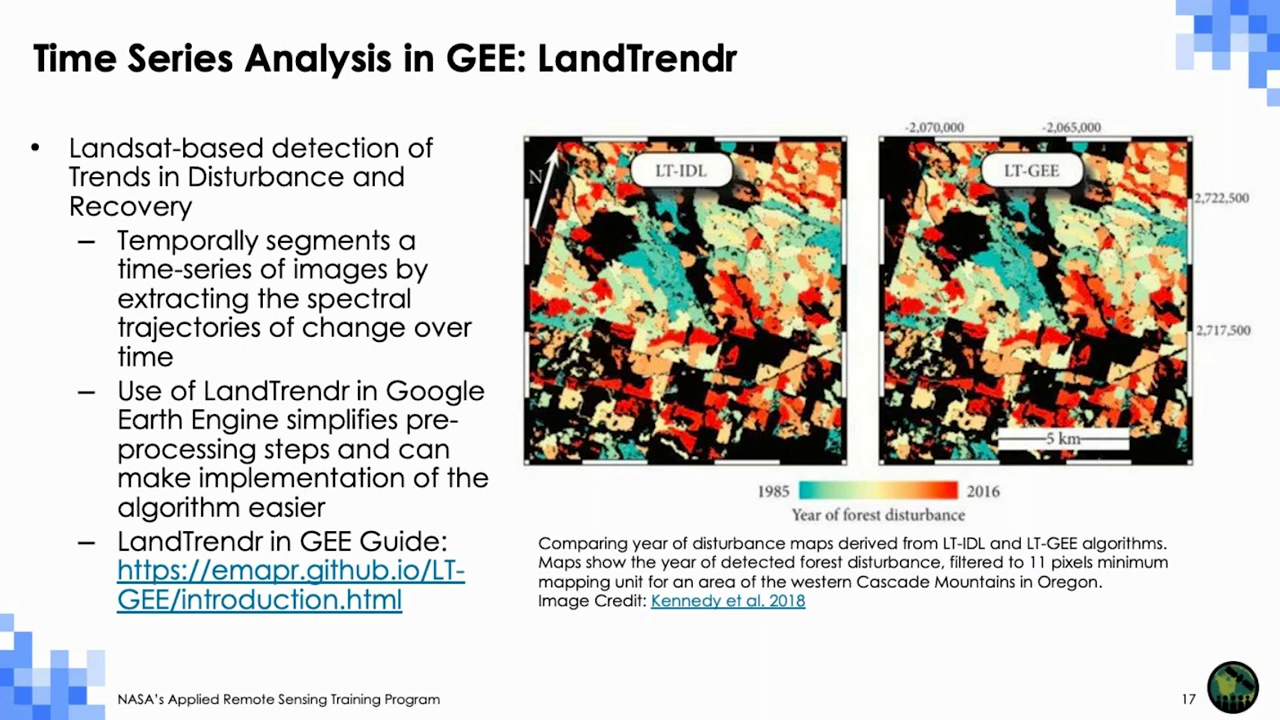 Time Series Analysis in GEE: LandTrendr
• Landsat-based detection of
Trends in Disturbance and
Recovery
– Temporally segments a
time-series of images by
extracting the spectral
trajectories of change over
time
– Use of LandTrendr in Google
Earth Engine simplifies pre-
processing steps and can
make implementation of the
algorithm easier
– LandTrendr in GEE Guide:
https://emapr.github.io/LT-
GEE/introduction.html
-2,070,000 -2,065,000
N
LT-IDL
LT-GEE
2,722,500
2,717,500
5 km
1985 2016
Year of forest disturbance
Comparing year of disturbance maps derived from LT-IDL and LT-GEE algorithms.
Maps show the year of detected forest disturbance, filtered to 11 pixels minimum
mapping unit for an area of the western Cascade Mountains in Oregon.
Image Credit: Kennedy et al. 2018
NASA's Applied Remote Sensing Training Program
17